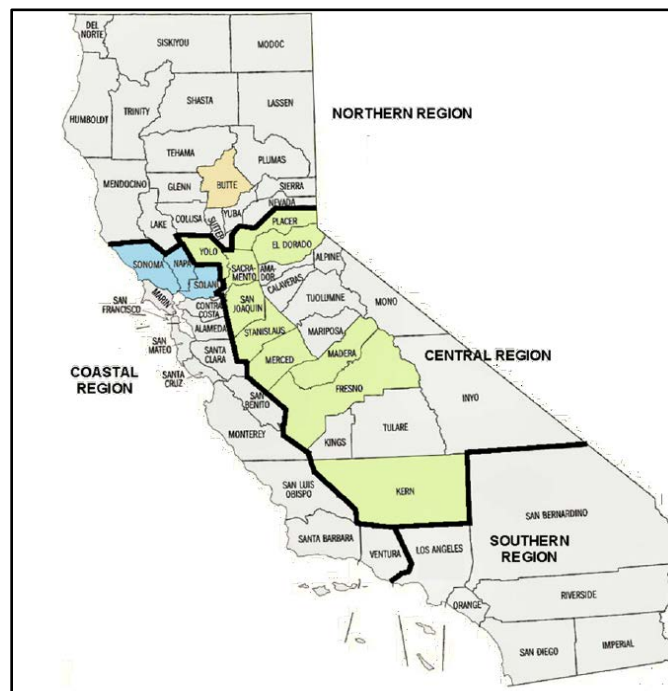 DEL
NORTE
SISKIYOU
MODOC
HUMBOLDT
TRINITY
SHASTA
LASSEN
NORTHERN REGION
TEHAMA
PLUMAS
MENDOCINO
GLENN
BUTTE
SIERRA
NEVADA
LAKE
COLUSA
SUTTER
YUBA
PLACER
EL DORADO
YOLO
SONOMA
NAPA
SACRA-
MENTO
AMA-
DOR
ALPINE
SOLANO
CALAVERAS
MARIN
SAN
FRANCISCO
CONTRA
COSTA
SAN
JOAQUIN
TUOLUMNE
MONO
ALAMEDA
STANISLAUS
MARIPOSA
SAN
MATEO
SANTA
CLARA
MERCED
MADERA
CENTRAL REGION
COASTAL
REGION
SANTA
CRUZ
FRESNO
SAN
BENITO
INYO
MONTEREY
KINGS
TULARE
SAN LUIS
OBISPO
KERN
SAN BERNARDINO
SANTA BARBARA
VENTURA
LOS ANGELES
SOUTHERN
REGION
ORANGE
RIVERSIDE
SAN DIEGO
IMPERIAL